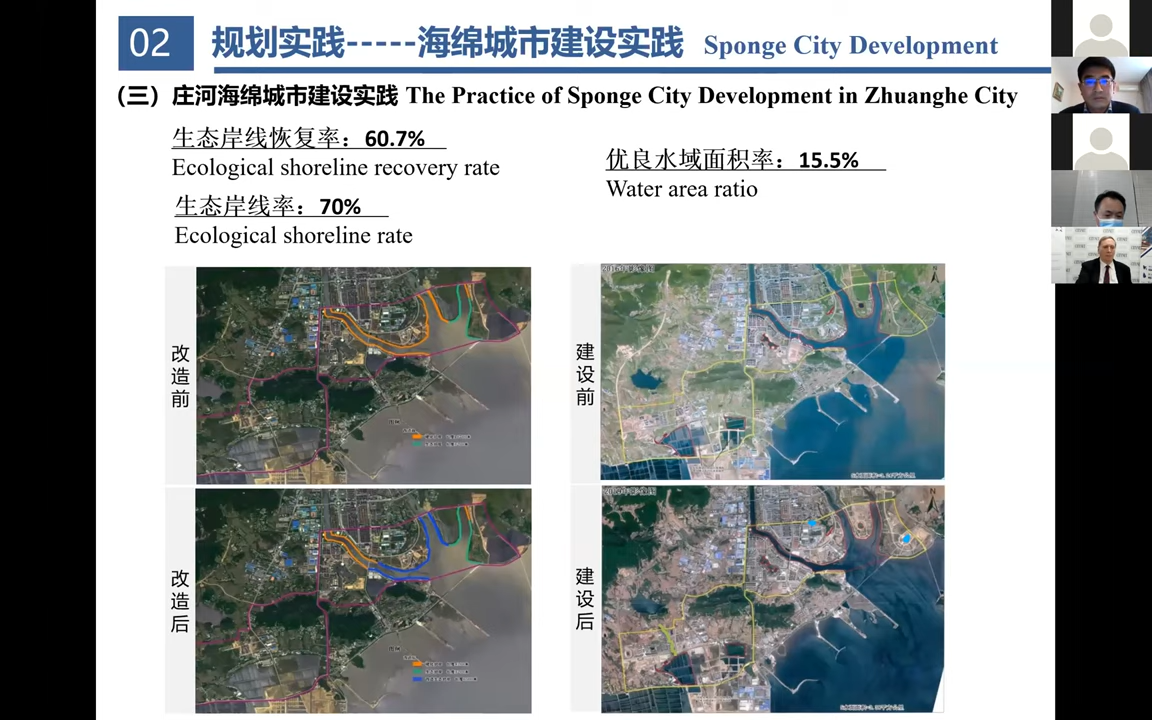 02
规划实践-----海绵城市建设实践 Sponge City Development
（三）庄河海绵城市建设实践 The Practice of Sponge City Development in Zhuanghe City
生态岸线恢复率：60.7%
Ecological shoreline recovery rate
生态岸线率：70%
Ecological shoreline rate
优良水域面积率：15.5%
Water area ratio
改造前
建设前
改造后
建设后